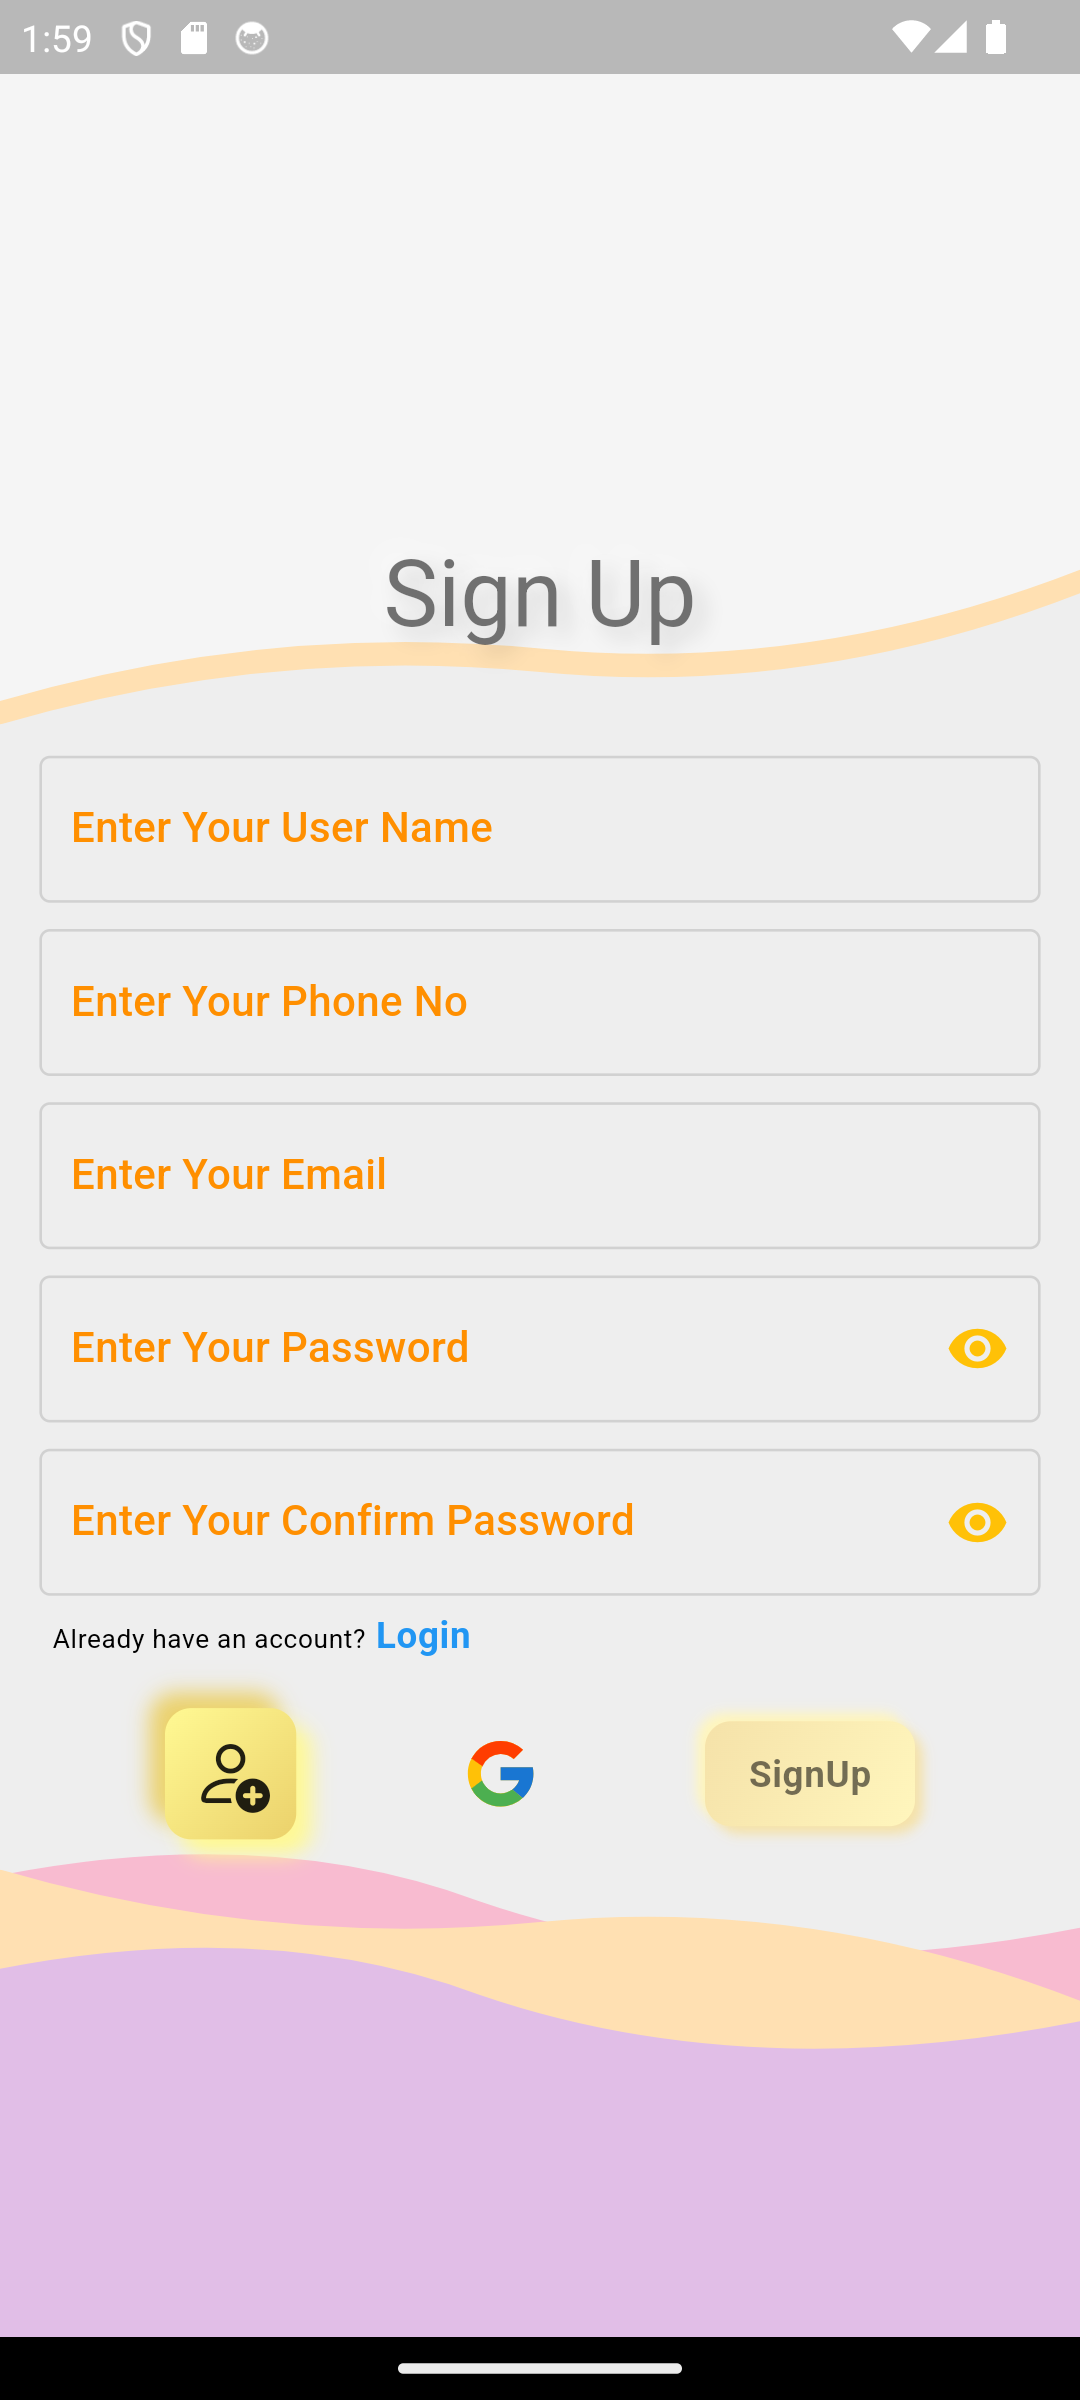 1:59
Sign Up
Enter Your User Name
Enter Your Phone No
Enter Your Email
Enter Your Password
Enter Your Confirm Password
Already have an account? Login
SignUp